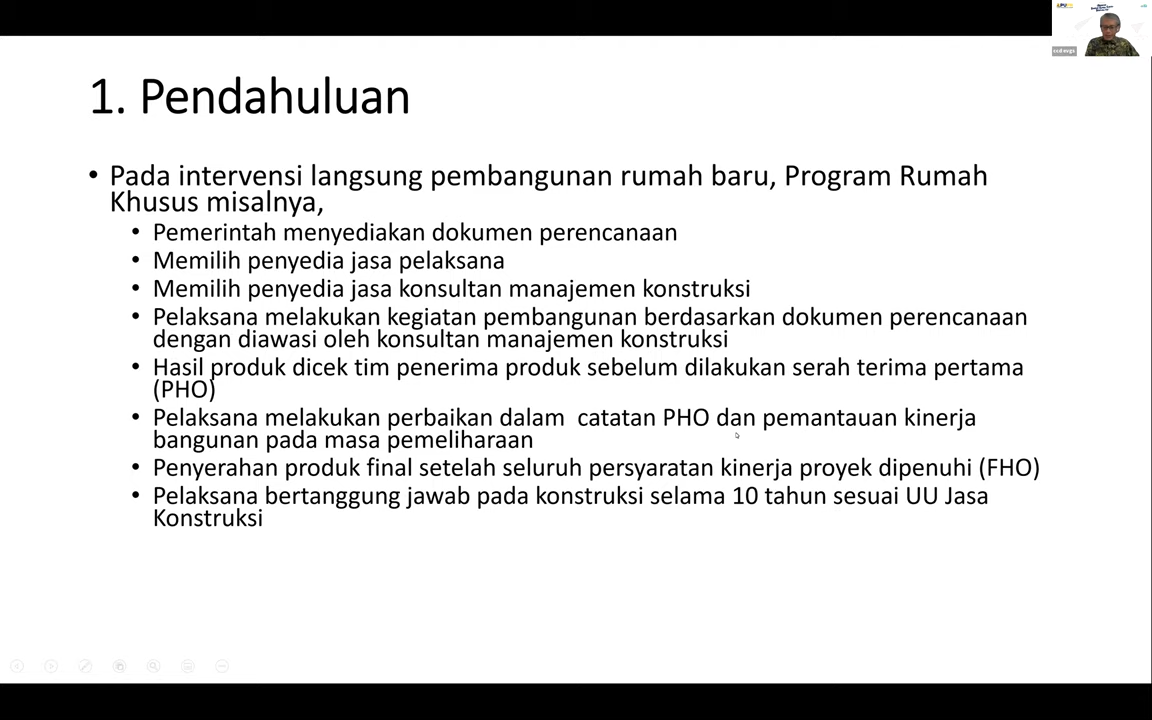 1. Pendahuluan
• Pada intervensi langsung pembangunan rumah baru, Program Rumah
Khusus misalnya,
• Pemerintah menyediakan dokumen perencanaan
• Memilih penyedia jasa pelaksana
• Memilih penyedia jasa konsultan manajemen konstruksi
• Pelaksana melakukan kegiatan pembangunan berdasarkan dokumen perencanaan
dengan diawasi oleh konsultan manajemen konstruksi
• Hasil produk dicek tim penerima produk sebelum dilakukan serah terima pertama
(PHO)
• Pelaksana melakukan perbaikan dalam  catatan PHO dan pemantauan kinerja
bangunan pada masa pemeliharaan
• Penyerahan produk final setelah seluruh persyaratan kinerja proyek dipenuhi (FHO)
• Pelaksana bertanggung jawab pada konstruksi selama 10 tahun sesuai UU Jasa
Konstruksi